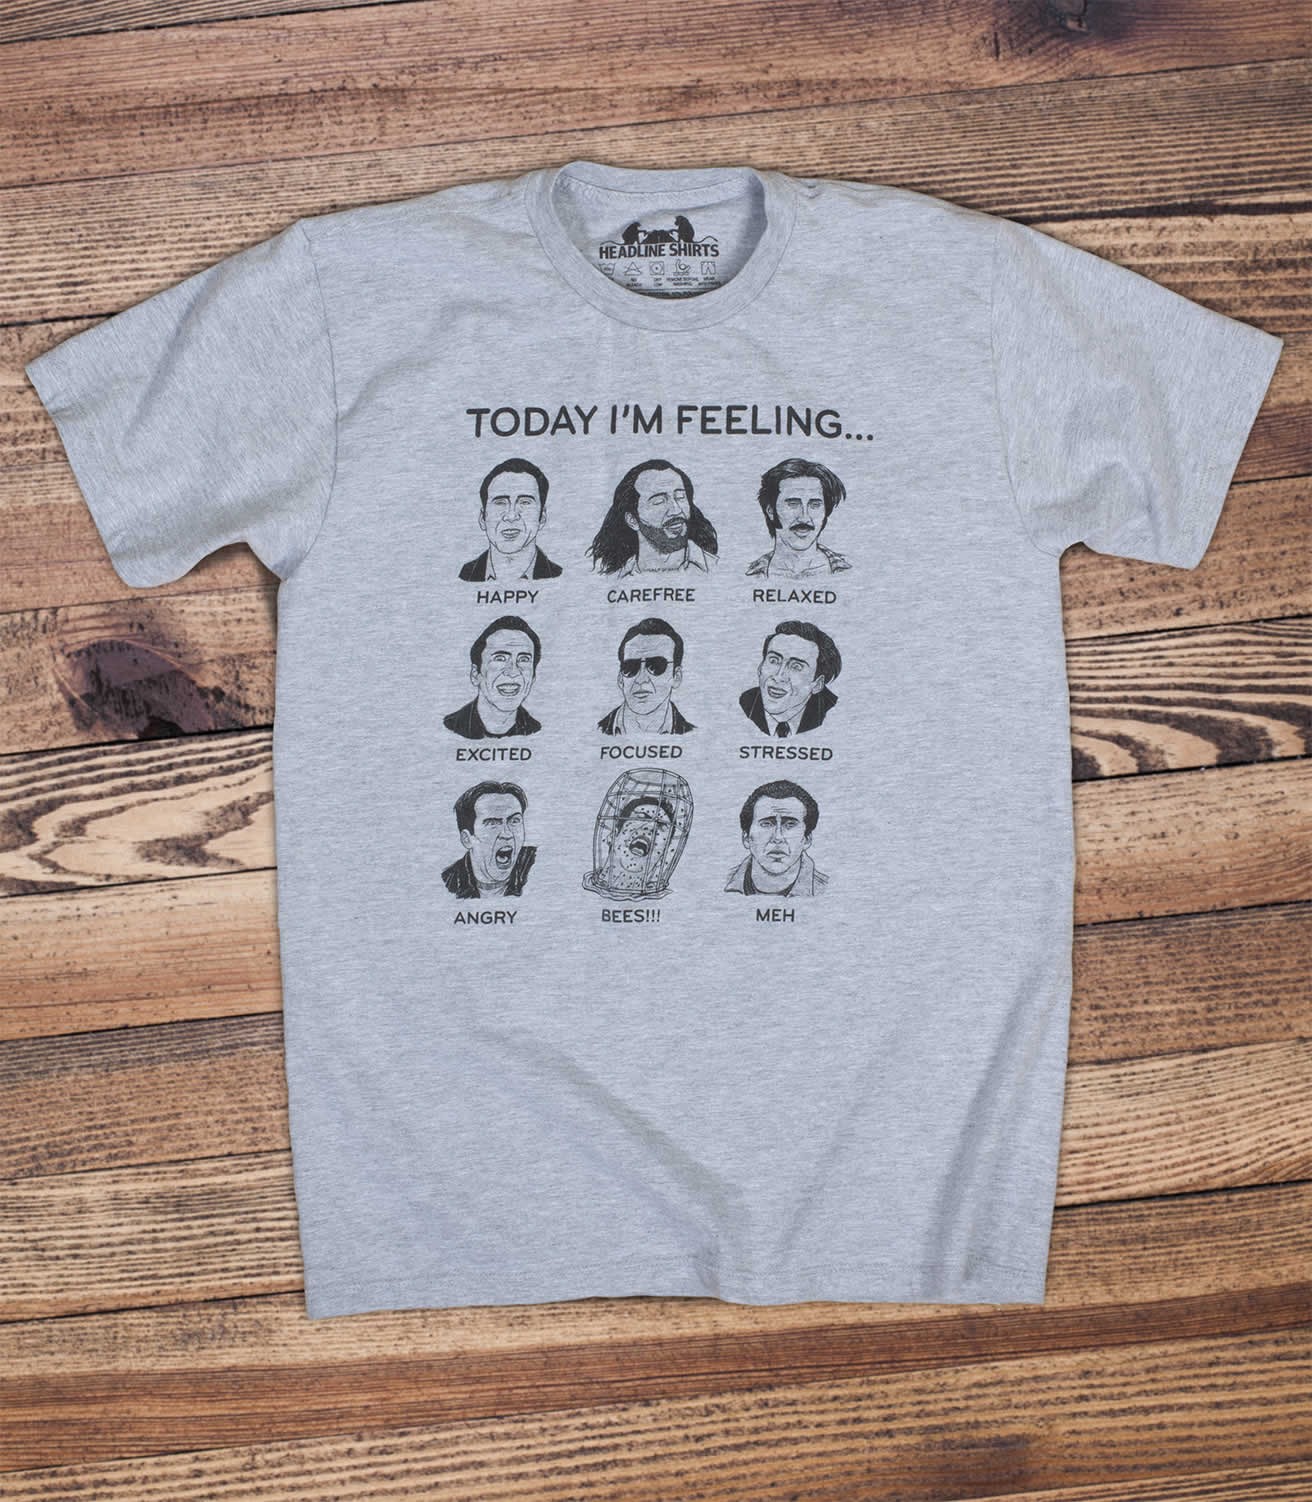 HEADLINE SHIRTS
TODAY I'M FEELING...
HAPPY CAREFREE RELAXED
EXCITED FOCUSED STRESSED
ANGRY BEES!!! MEH